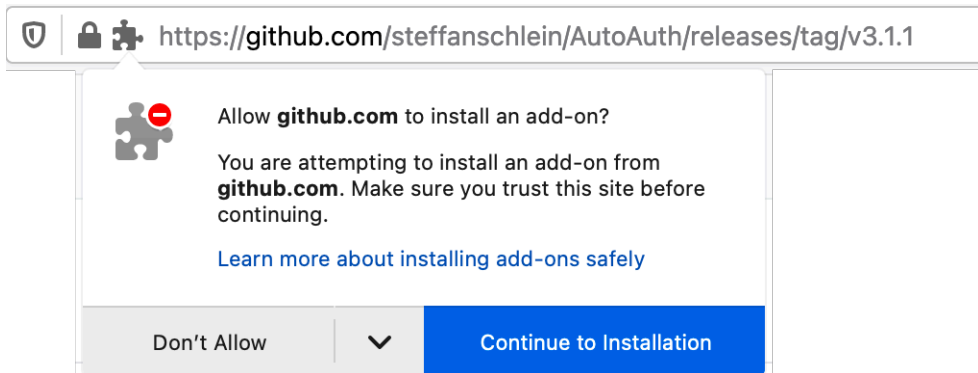 https://github.com/steffanschlein/AutoAuth/releases/tag/v3.1.1
Allow github.com to install an add-on?
You are attempting to install an add-on from
github.com. Make sure you trust this site before
continuing.
Learn more about installing add-ons safely
Don’t Allow
Continue to Installation